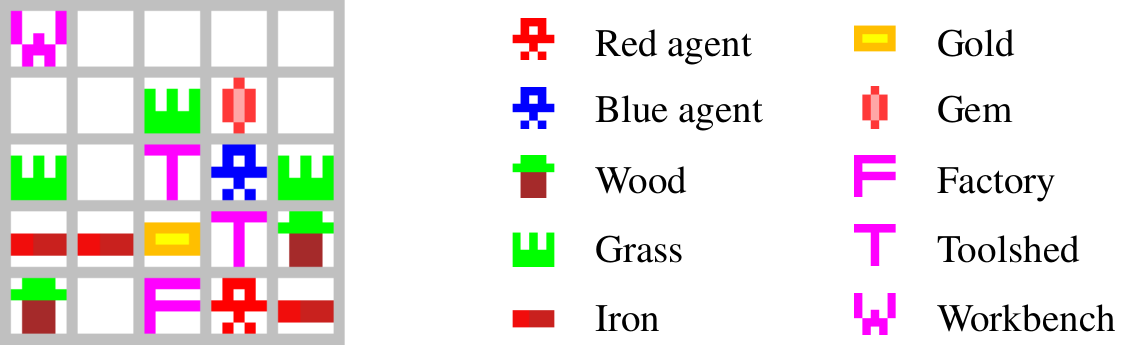 Red agent
Gold
Blue agent
Gem
Wood
Factory
Grass
Toolshed
Iron
Workbench